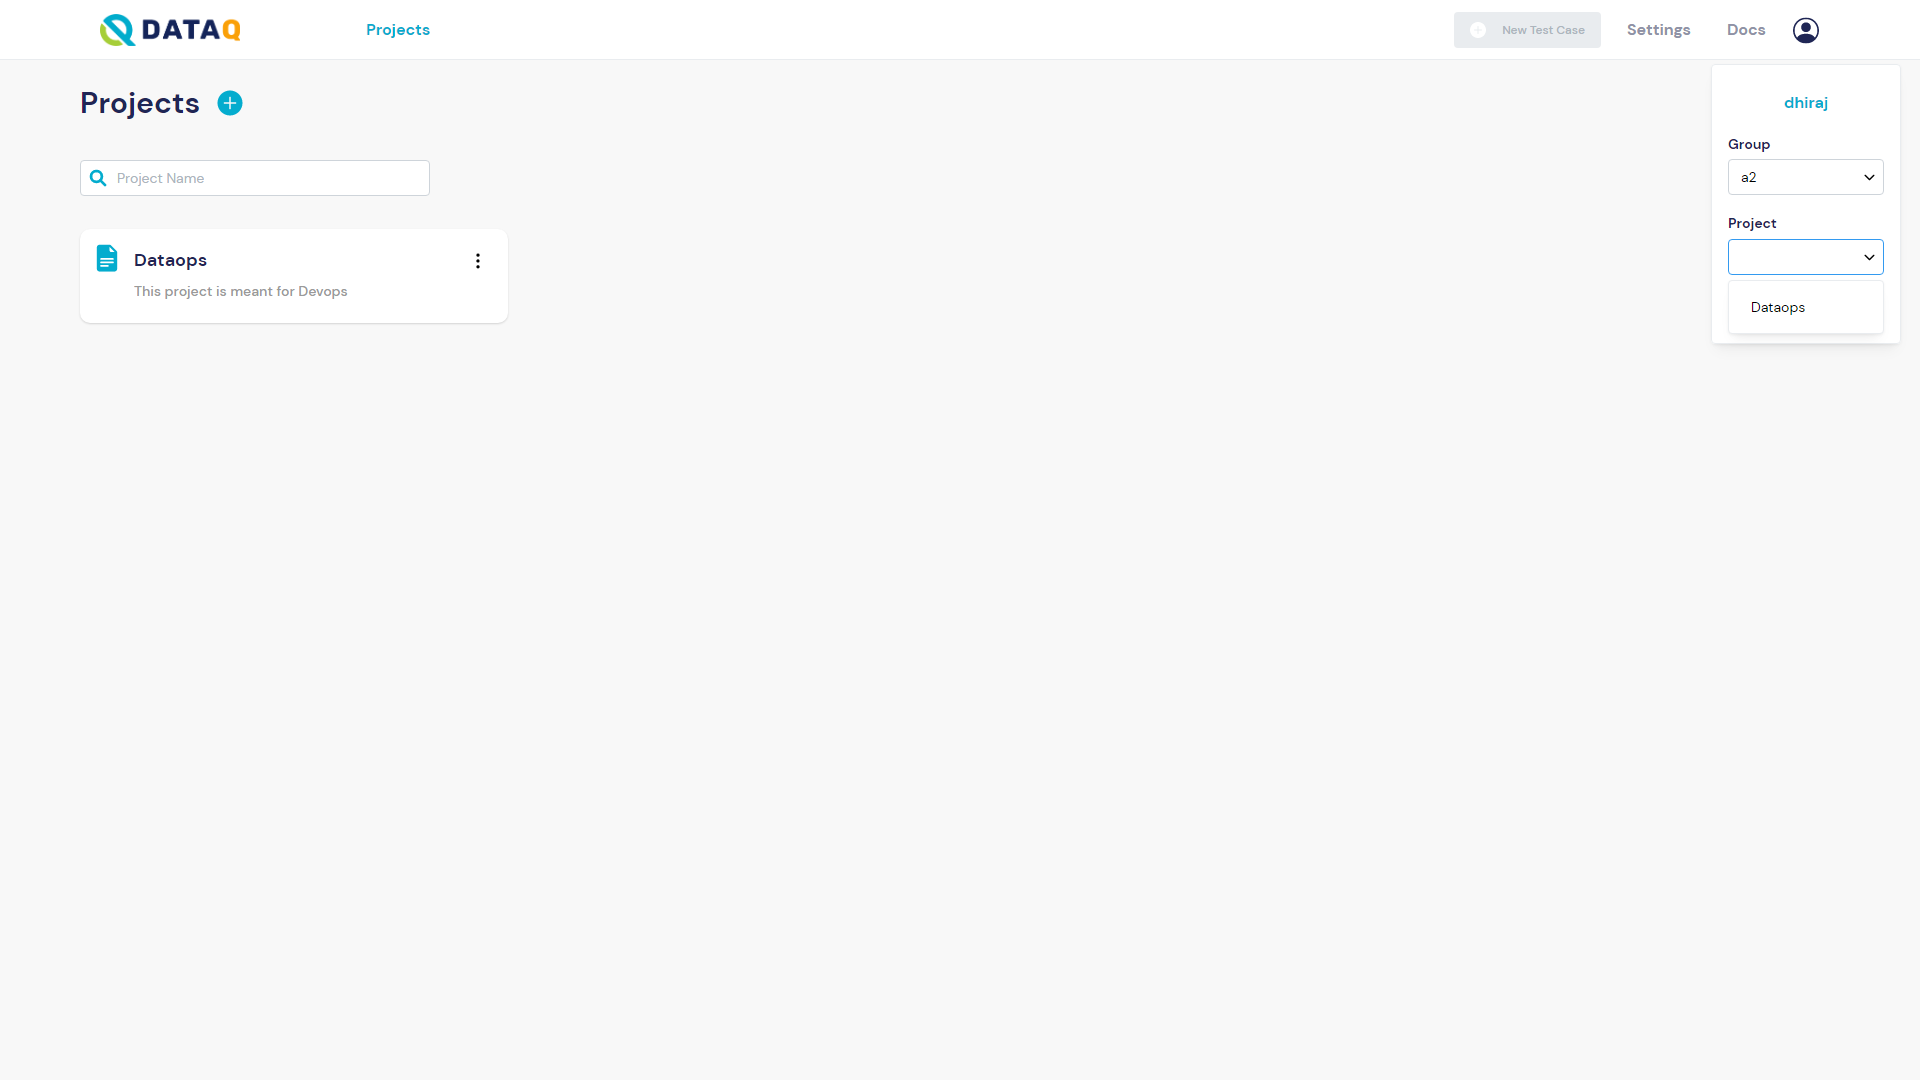 DATAQ
Projects
New Test Case
Settings
Docs
Projects
Project Name
Dataops
This project is meant for Devops
dhiraj
Group
a2
Project
Dataops